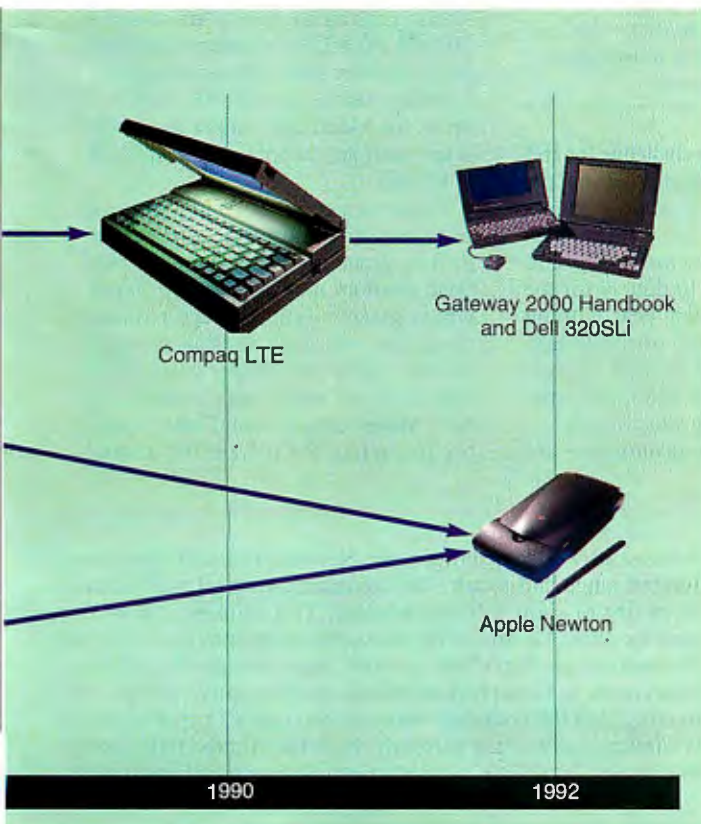 Compaq LTE
Gateway 2000 Handbook
and Dell 320SLi
Apple Newton
1990
1992